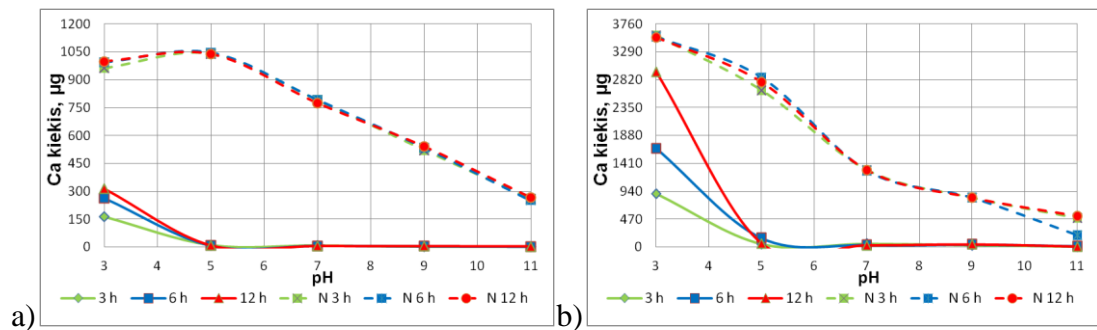 1200
1050
900
750
600
450
300
150
0
Ca kiekis, µg
3 4 5 6 7 8 9 10 11
pH
3 h 6 h 12 h N 3 h N 6 h N 12 h
a)
3760
3290
2820
2350
1880
1410
940
470
0
Ca kiekis, µg
3 4 5 6 7 8 9 10 11
pH
3 h 6 h 12 h N 3 h N 6 h N 12 h
b)